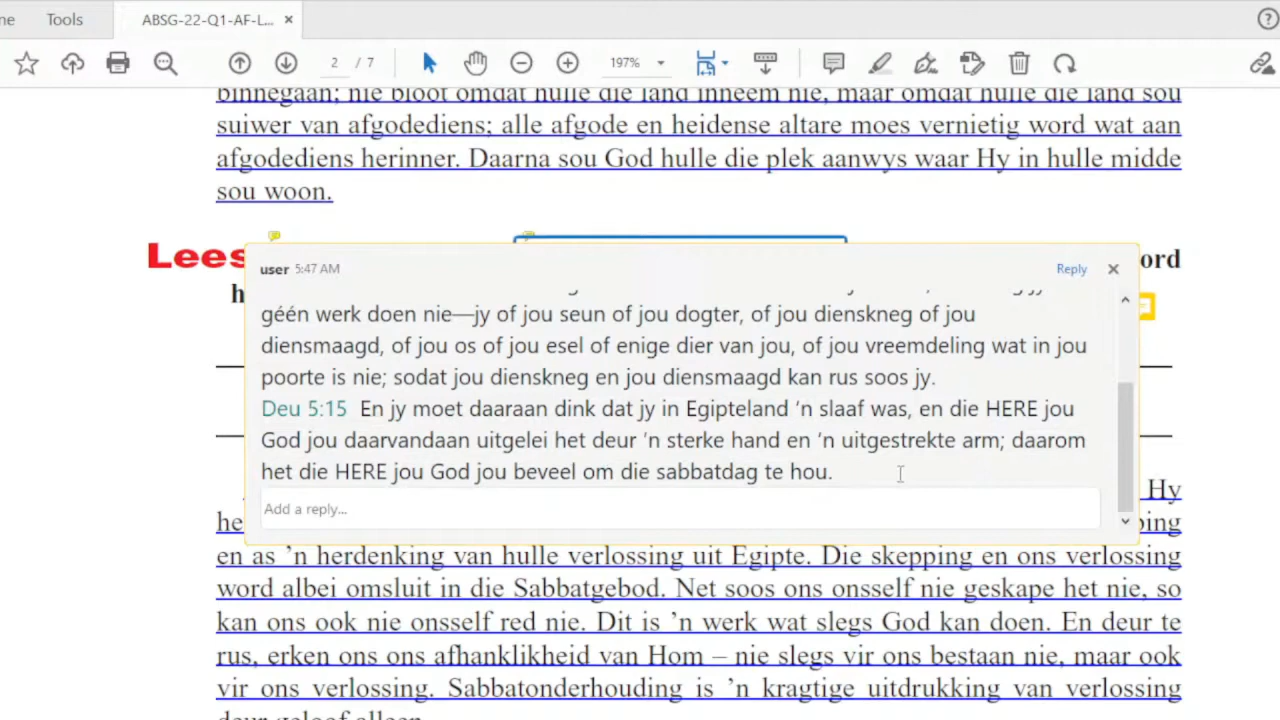 ne Tools ABSG-22-Q1-AF-L... ×
2 / 7 197%
binnegaan; nie bloot omdat hulle die land inneem nie, maar omdat hulle die land sou
suiwer van afgodediens; alle afgode en heidense altare moes vernietig word wat aan
afgodediens herinner. Daarna sou God hulle die plek aanwys waar Hy in hulle midde
sou woon.
Lees ord
h
user 5:47 AM Reply
géén werk doen nie—jy of jou seun of jou dogter, of jou dienskneg of jou
diensmaagd, of jou os of jou esel of enige dier van jou, of jou vreemdeling wat in jou
poorte is nie; sodat jou dienskneg en jou diensmaagd kan rus soos jy.
Deu 5:15 En jy moet daaraan dink dat jy in Egipteland ’n slaaf was, en die HERE jou
God jou daarvandaan uitgelei het deur ’n sterke hand en ’n uitgestrekte arm; daarom
het die HERE jou God jou beveel om die sabbatdag te hou.
Add a reply...
Hy
he ping
en as ’n herdenking van hulle verlossing uit Egipte. Die skepping en ons verlossing
word albei omsluit in die Sabbatgebod. Net soos ons onsself nie geskape het nie, so
kan ons ook nie onsself red nie. Dit is ’n werk wat slegs God kan doen. En deur te
rus, erken ons ons afhanklikheid van Hom – nie slegs vir ons bestaan nie, maar ook
vir ons verlossing. Sabbatonderhouding is ’n kragtige uitdrukking van verlossing
deur geloof alleen.